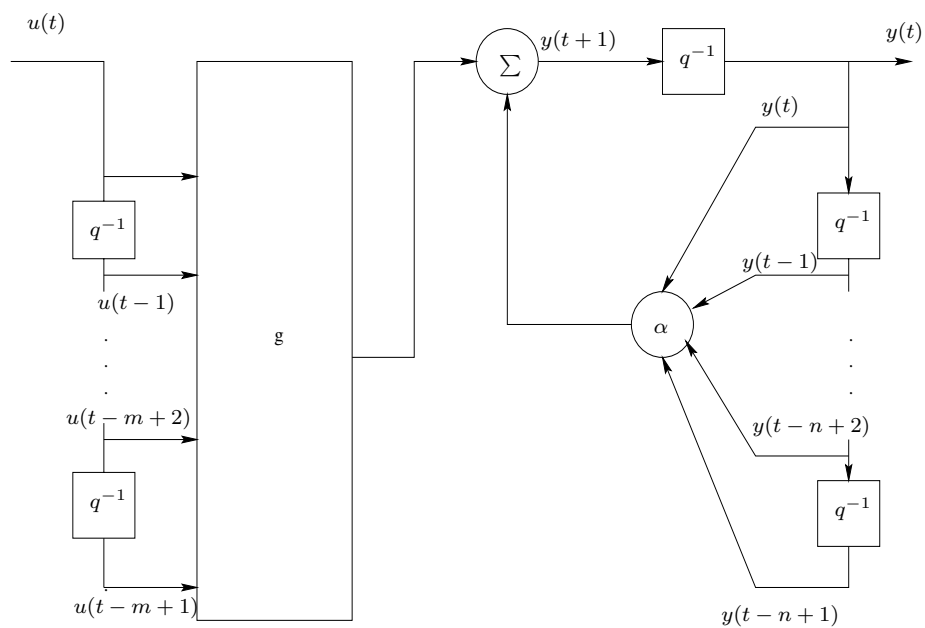 u(t)
y(t + 1)
y(t)
∑
q⁻¹
y(t)
q⁻¹
q⁻¹
y(t − 1)
u(t − 1)
α
g
.
.
.
.
.
.
u(t − m + 2)
y(t − n + 2)
q⁻¹
q⁻¹
u(t − m + 1)
y(t − n + 1)